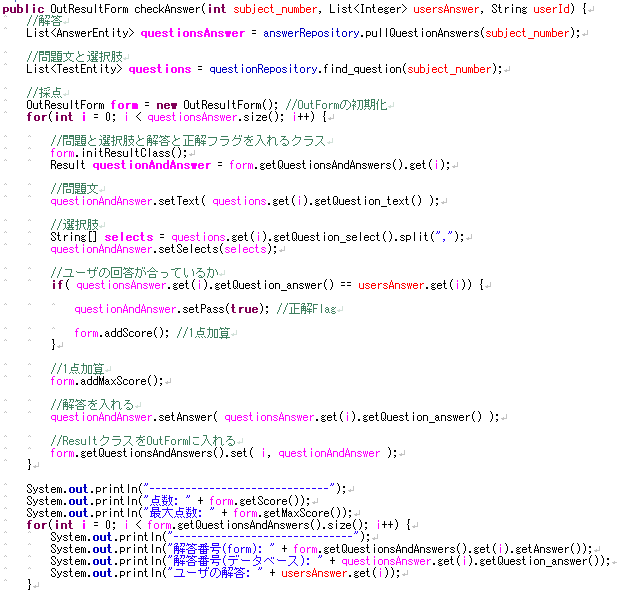 public OutResultForm checkAnswer(int subject_number, List<Integer> usersAnswer, String userId) {
//解答
List<AnswerEntity> questionsAnswer = answerRepository.pullQuestionAnswers(subject_number);
//問題文と選択肢
List<TestEntity> questions = questionRepository.find_question(subject_number);
//採点
OutResultForm form = new OutResultForm(); //OutFormの初期化
for(int i = 0; i < questionsAnswer.size(); i++) {
//問題と選択肢と解答と正解フラグを入れるクラス
form.initResultClass();
Result questionAndAnswer = form.getQuestionsAndAnswers().get(i);
//問題文
questionAndAnswer.setText( questions.get(i).getQuestion_text() );
//選択肢
String[] selects = questions.get(i).getQuestion_select().split(",");
questionAndAnswer.setSelects(selects);
//ユーザの回答が合っているか
if( questionsAnswer.get(i).getQuestion_answer() == usersAnswer.get(i)) {
questionAndAnswer.setPass(true); //正解Flag
form.addScore(); //1点加算
}
//1点加算
form.addMaxScore();
//解答を入れる
questionAndAnswer.setAnswer( questionsAnswer.get(i).getQuestion_answer() );
//ResultクラスをOutFormに入れる
form.getQuestionsAndAnswers().set( i, questionAndAnswer );
}
System.out.println("------------------------------");
System.out.println("点数: " + form.getScore());
System.out.println("最大点数: " + form.getMaxScore());
for(int i = 0; i < form.getQuestionsAndAnswers().size(); i++) {
System.out.println("------------------------------");
System.out.println("解答番号(form): " + form.getQuestionsAndAnswers().get(i).getAnswer());
System.out.println("解答番号(データベース): " + questionsAnswer.get(i).getQuestion_answer());
System.out.println("ユーザの解答: " + usersAnswer.get(i));
}